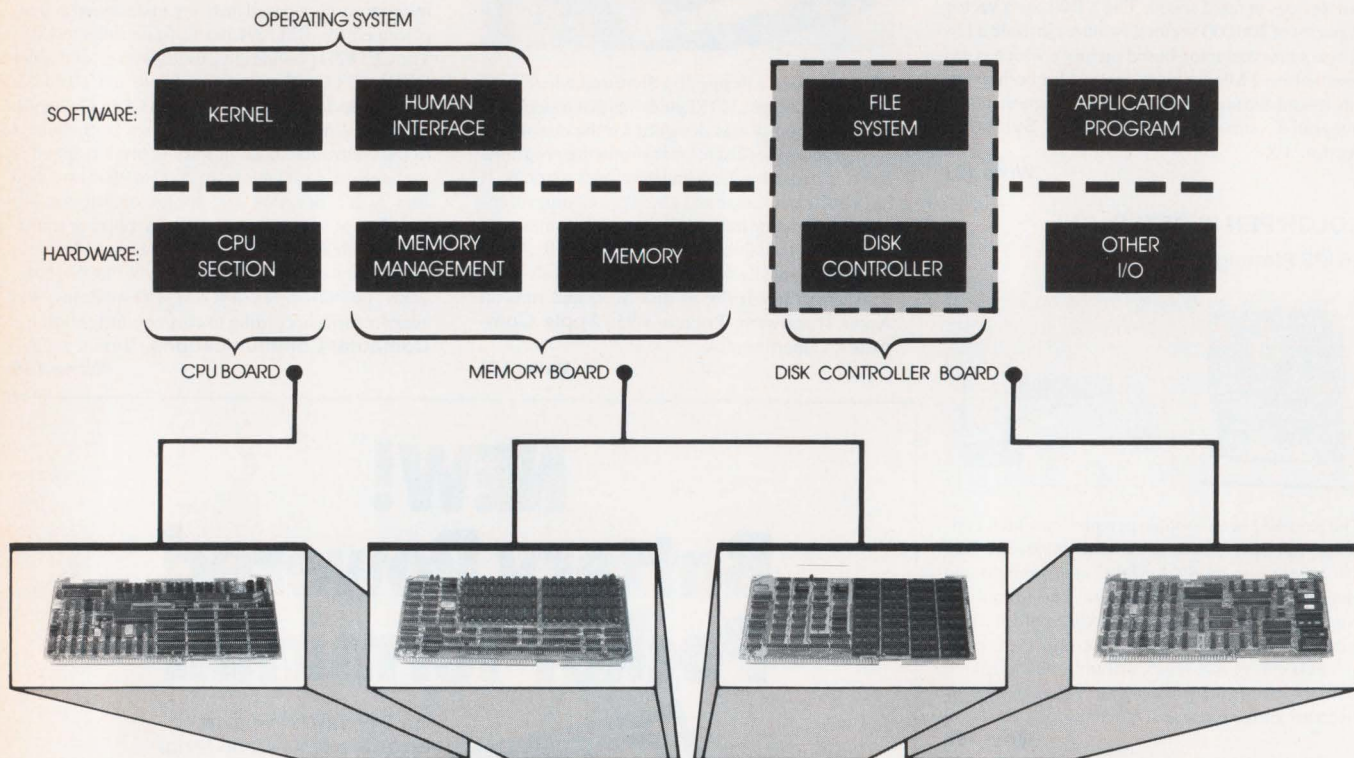 OPERATING SYSTEM
SOFTWARE:
KERNEL
HUMAN
INTERFACE
FILE
SYSTEM
APPLICATION
PROGRAM
HARDWARE:
CPU
SECTION
MEMORY
MANAGEMENT
MEMORY
DISK
CONTROLLER
OTHER
I/O
CPU BOARD
MEMORY BOARD
DISK CONTROLLER BOARD